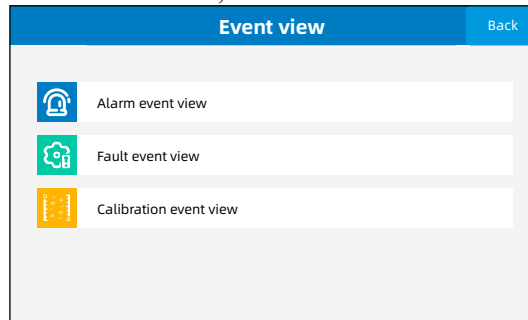 Event view
Back
Alarm event view
Fault event view
Calibration event view